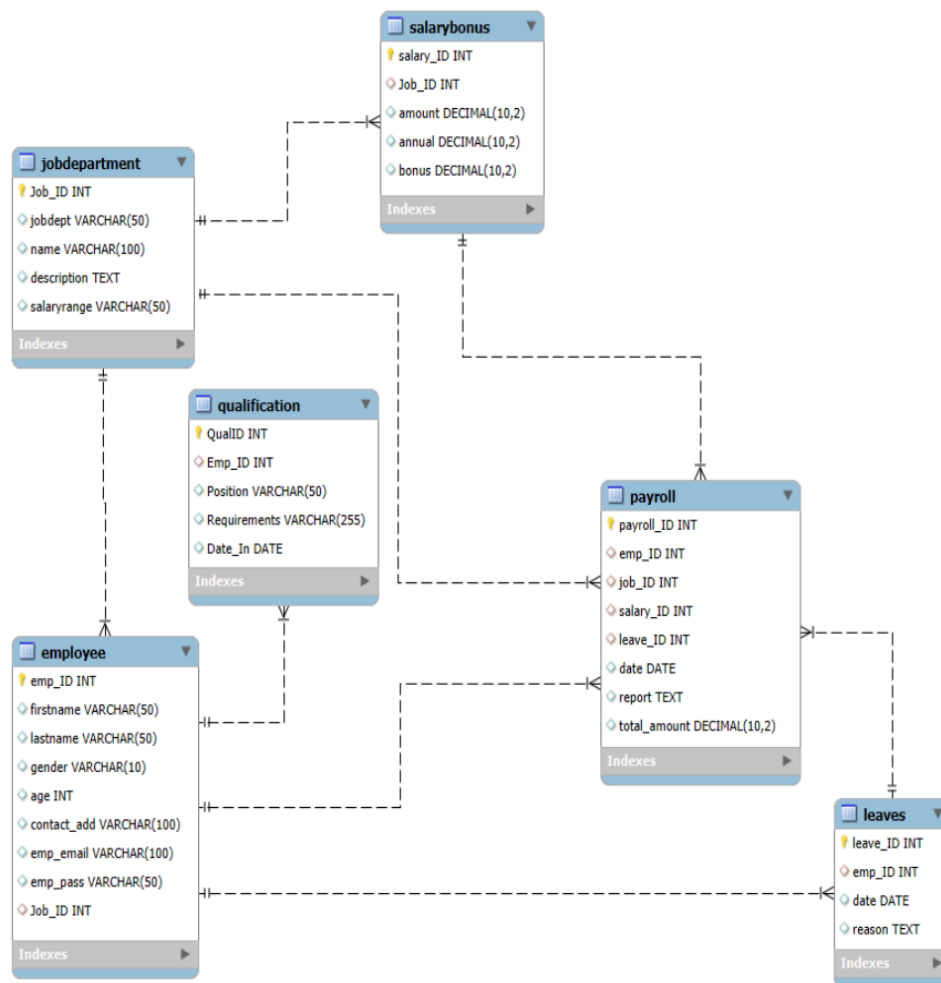 salarybonus
salary_ID INT
Job_ID INT
amount DECIMAL(10,2)
annual DECIMAL(10,2)
bonus DECIMAL(10,2)
Indexes
jobdepartment
Job_ID INT
jobdept VARCHAR(50)
name VARCHAR(100)
description TEXT
salaryrange VARCHAR(50)
Indexes
qualification
QualID INT
Emp_ID INT
Position VARCHAR(50)
Requirements VARCHAR(255)
Date_In DATE
Indexes
payroll
payroll_ID INT
emp_ID INT
job_ID INT
salary_ID INT
leave_ID INT
date DATE
report TEXT
total_amount DECIMAL(10,2)
Indexes
employee
emp_ID INT
firstname VARCHAR(50)
lastname VARCHAR(50)
gender VARCHAR(10)
age INT
contact_add VARCHAR(100)
emp_email VARCHAR(100)
emp_pass VARCHAR(50)
Job_ID INT
Indexes
leaves
leave_ID INT
emp_ID INT
date DATE
reason TEXT
Indexes